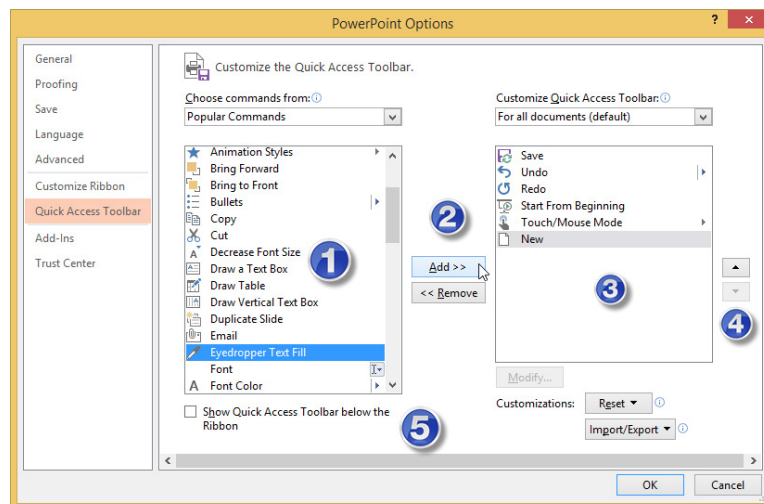 PowerPoint Options
?
General
Proofing
Save
Language
Advanced
Customize Ribbon
Quick Access Toolbar
Add-Ins
Trust Center
Customize the Quick Access Toolbar.
Choose commands from:
Popular Commands
Animation Styles
Bring Forward
Bring to Front
Bullets
Copy
Cut
Decrease Font Size
Draw a Text Box
Draw Table
Draw Vertical Text Box
Duplicate Slide
Email
Eyedropper Text Fill
Font
Font Color
1
Show Quick Access Toolbar below the
Ribbon
5
2
Add >>
<< Remove
Customize Quick Access Toolbar:
For all documents (default)
Save
Undo
Redo
Start From Beginning
Touch/Mouse Mode
New
3
4
Modify...
Customizations:
Reset
Import/Export
OK
Cancel